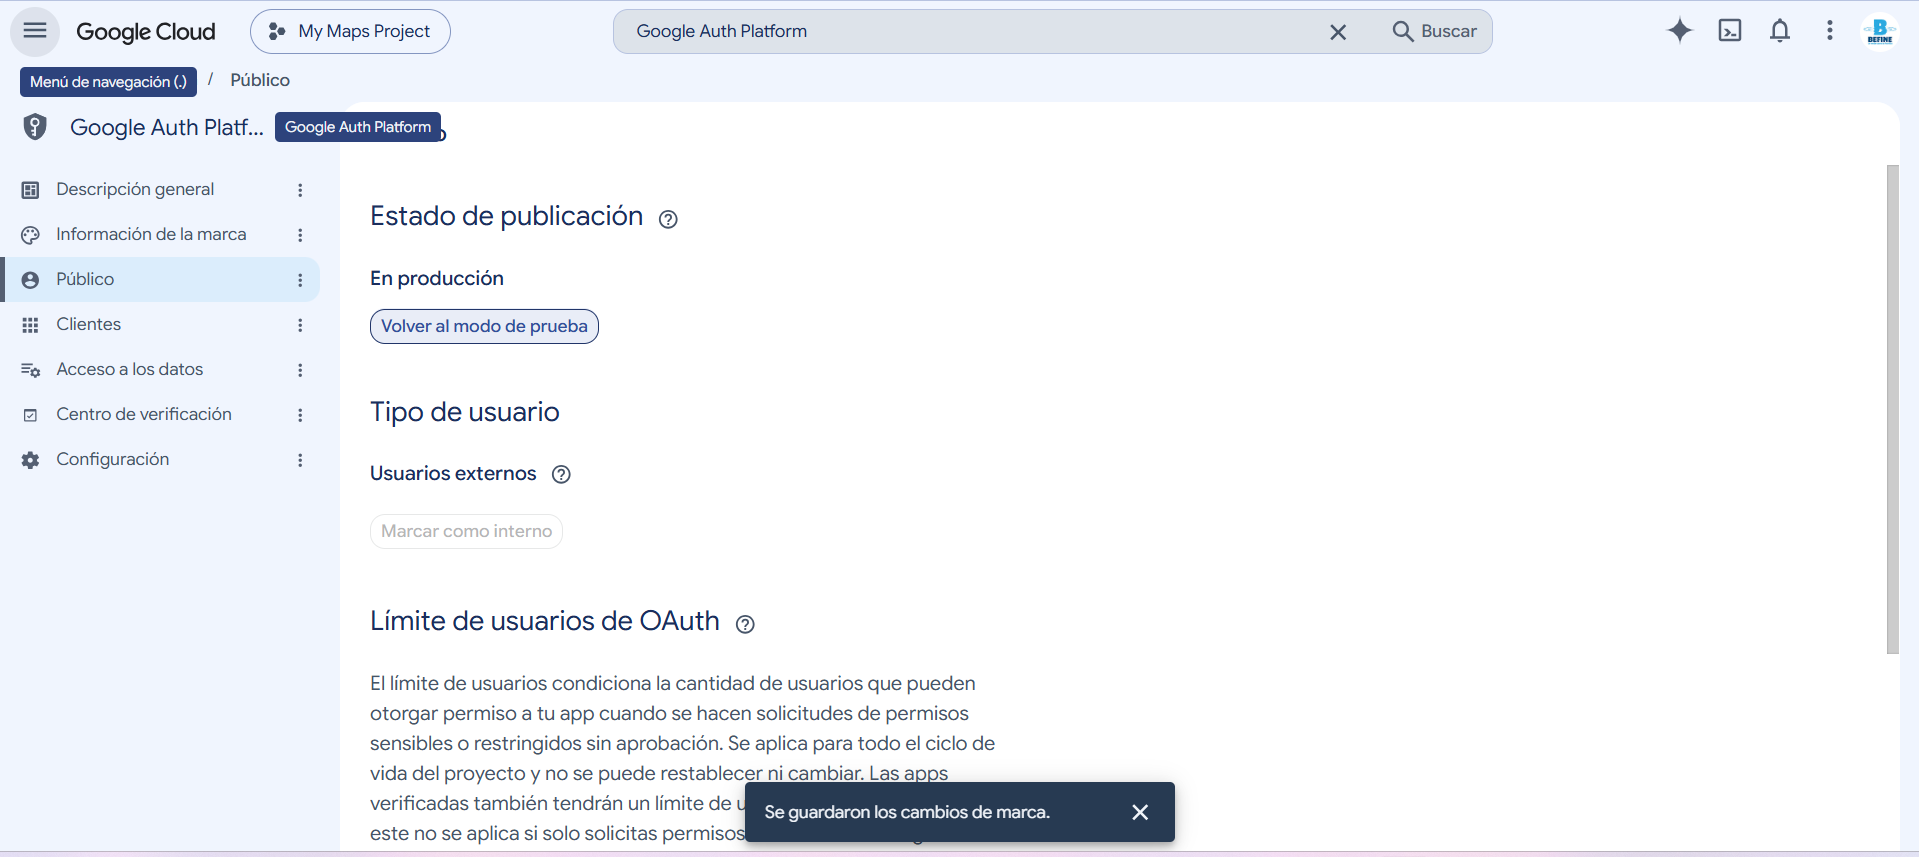 Google Cloud
My Maps Project
Google Auth Platform
Buscar
BEFINE
Menú de navegación (.)
/ Público
Google Auth Platf...
Google Auth Platform
Descripción general
Información de la marca
Público
Clientes
Acceso a los datos
Centro de verificación
Configuración
Estado de publicación
En producción
Volver al modo de prueba
Tipo de usuario
Usuarios externos
Marcar como interno
Límite de usuarios de OAuth
El límite de usuarios condiciona la cantidad de usuarios que pueden
otorgar permiso a tu app cuando se hacen solicitudes de permisos
sensibles o restringidos sin aprobación. Se aplica para todo el ciclo de
vida del proyecto y no se puede restablecer ni cambiar. Las apps
verificadas también tendrán un límite de u
este no se aplica si solo solicitas permisos
Se guardaron los cambios de marca.